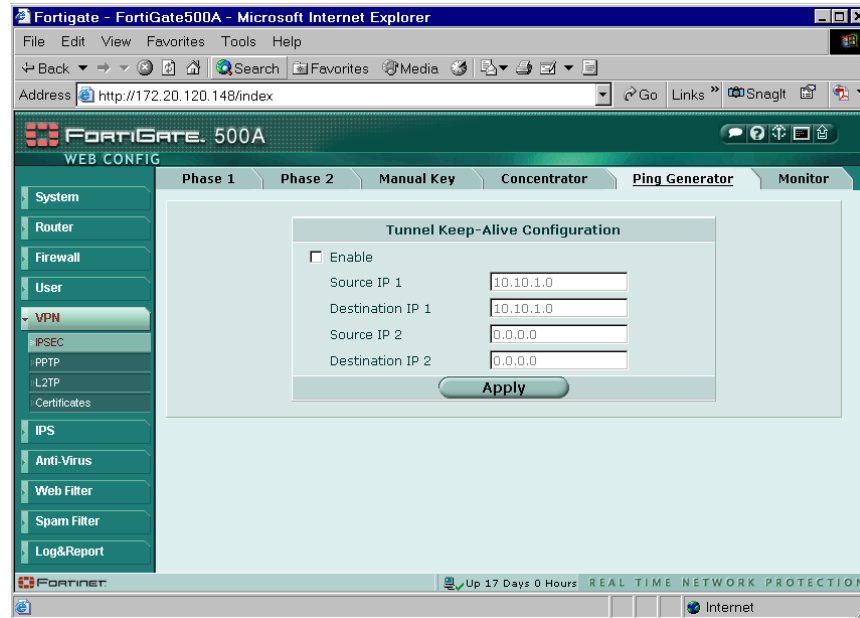 Fortigate - FortiGate500A - Microsoft Internet Explorer
File Edit View Favorites Tools Help
Back Search Favorites Media
Address http://172.20.120.148/index Go Links » SnagIt
FORTIGATE. 500A
WEB CONFIG
Phase 1 Phase 2 Manual Key Concentrator Ping Generator Monitor
System
Router
Firewall
User
VPN
IPSEC
PPTP
L2TP
Certificates
IPS
Anti-Virus
Web Filter
Spam Filter
Log&Report
Tunnel Keep-Alive Configuration
Enable
Source IP 1 10.10.1.0
Destination IP 1 10.10.1.0
Source IP 2 0.0.0.0
Destination IP 2 0.0.0.0
Apply
FORTINET. Up 17 Days 0 Hours REAL TIME NETWORK PROTECTION
Internet